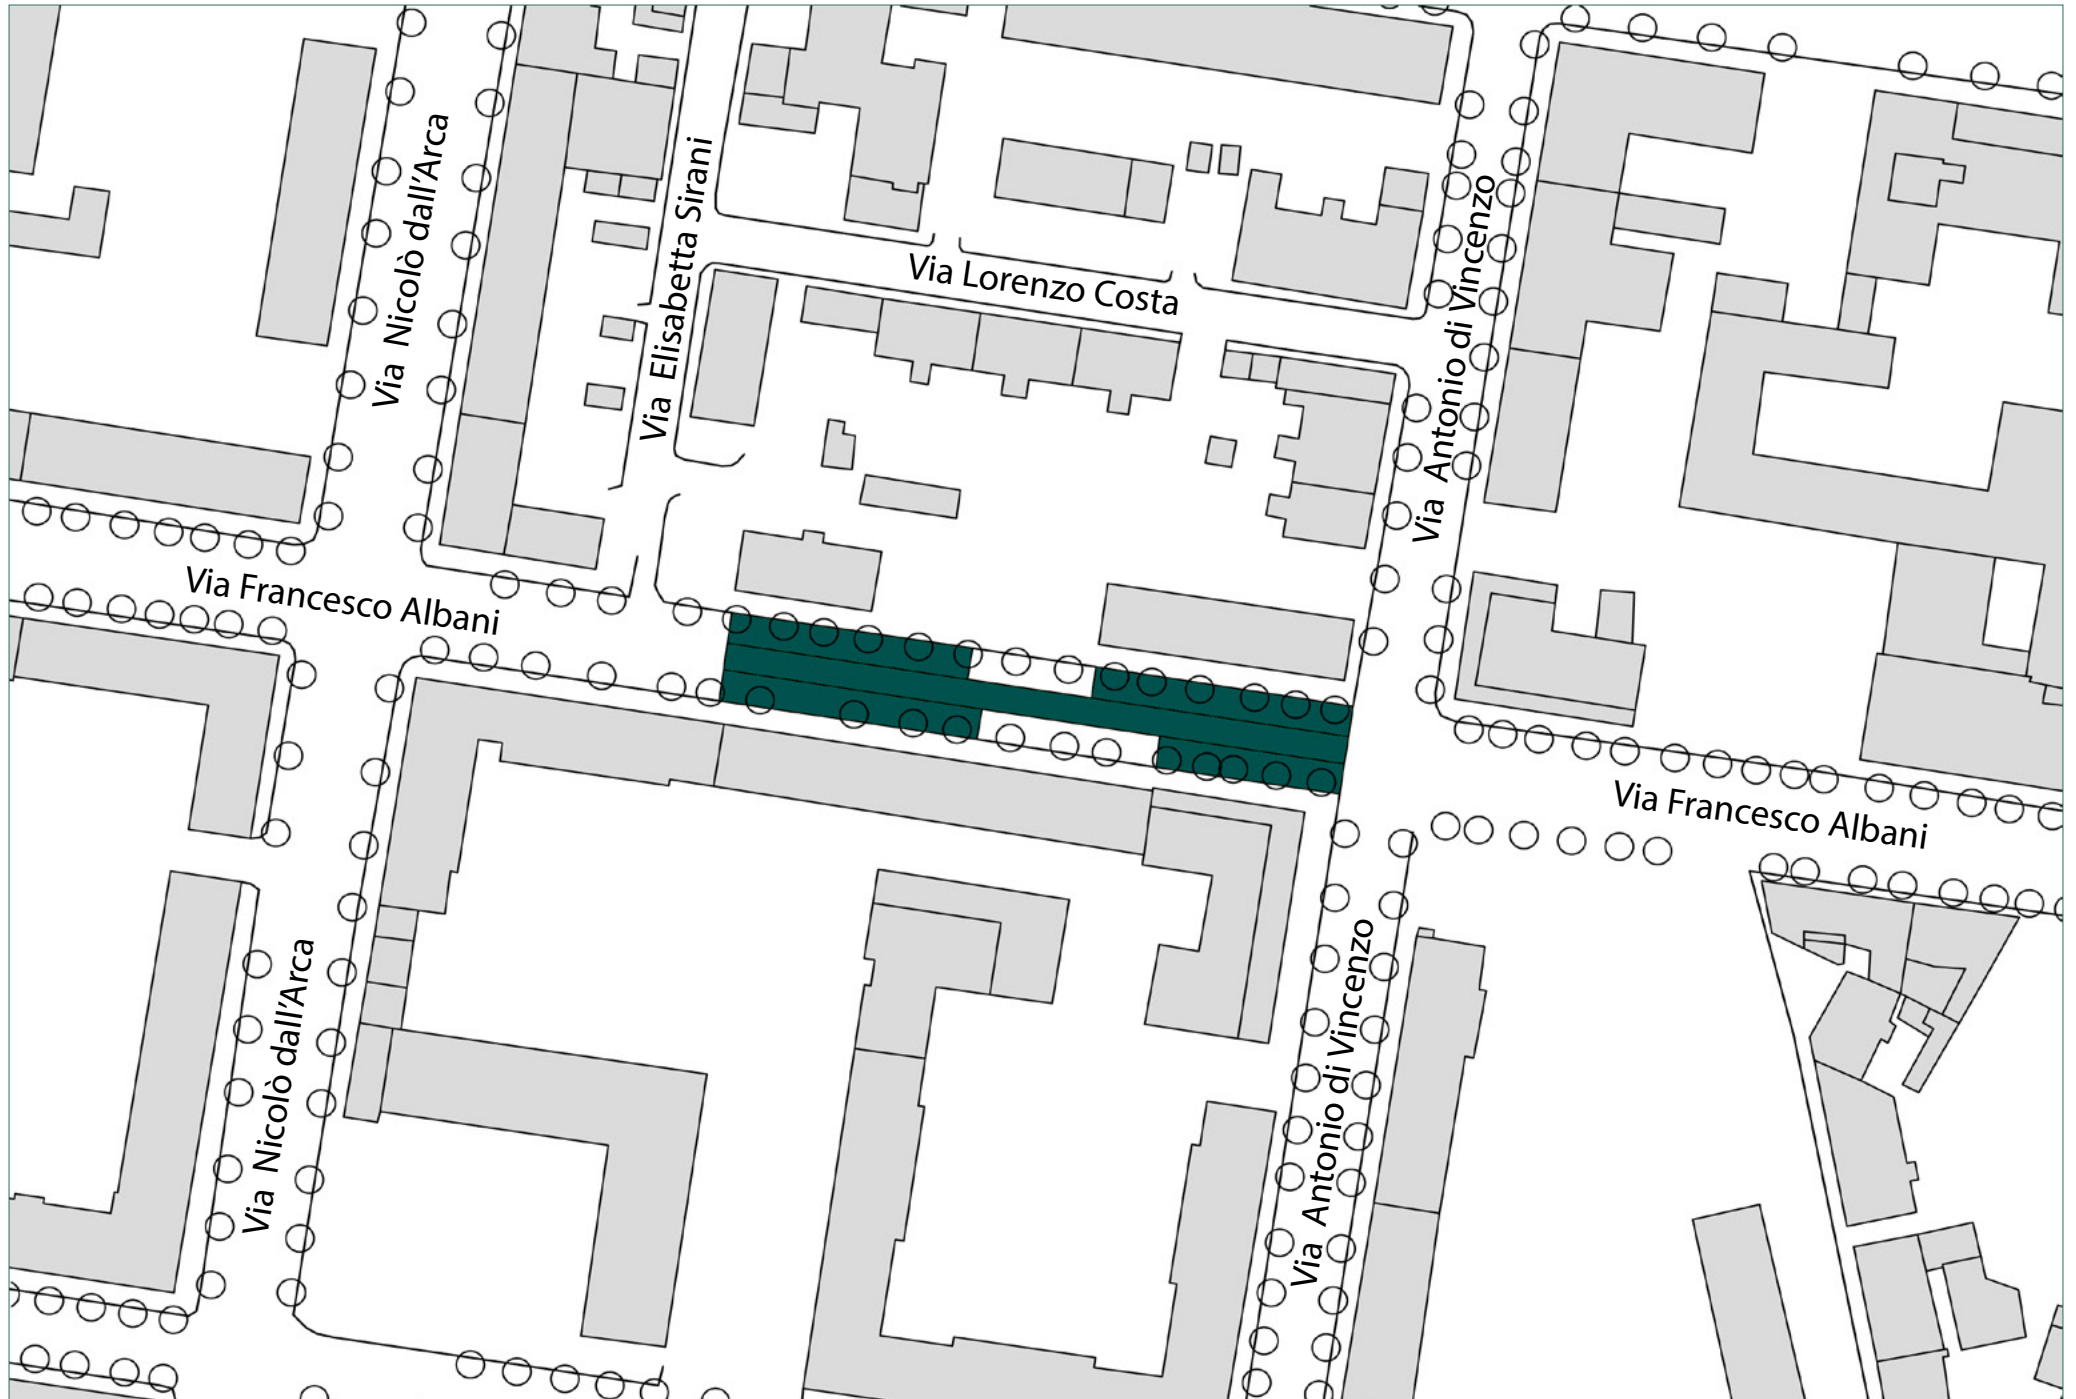 Via Nicolò dall'Arca
Via Elisabetta Sirani
Via Antonio di Vincenzo
Via Lorenzo Costa
Via Francesco Albani
Via Francesco Albani
Via Nicolò dall'Arca
Via Antonio di Vincenzo